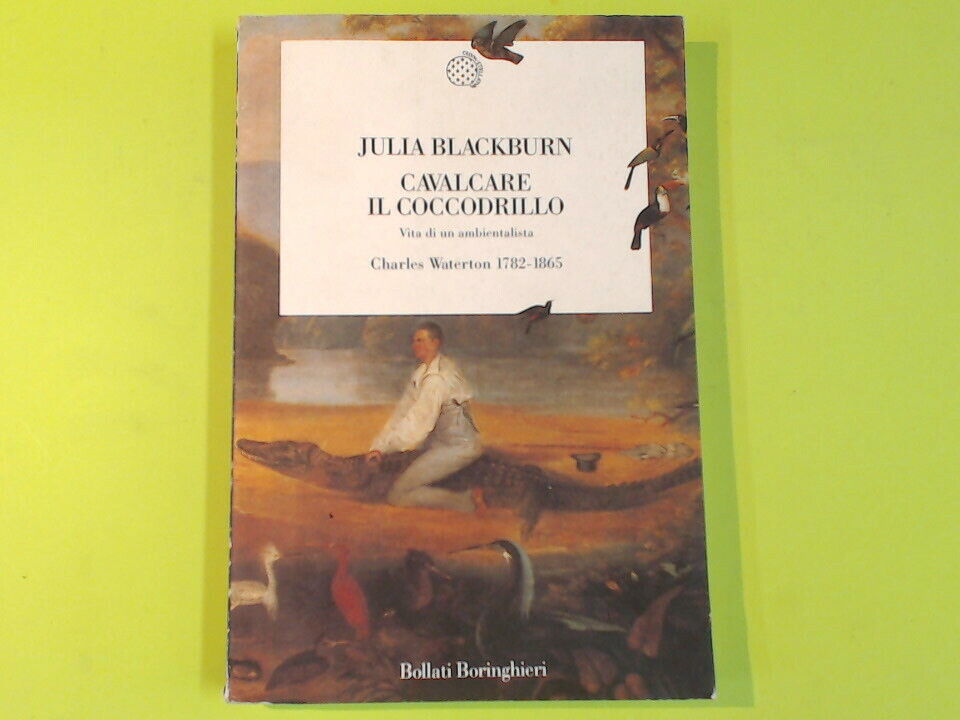 JULIA BLACKBURN
CAVALCARE
IL COCCODRILLO
Vita di un ambientalista
Charles Waterton 1782-1865
Bollati Boringhieri